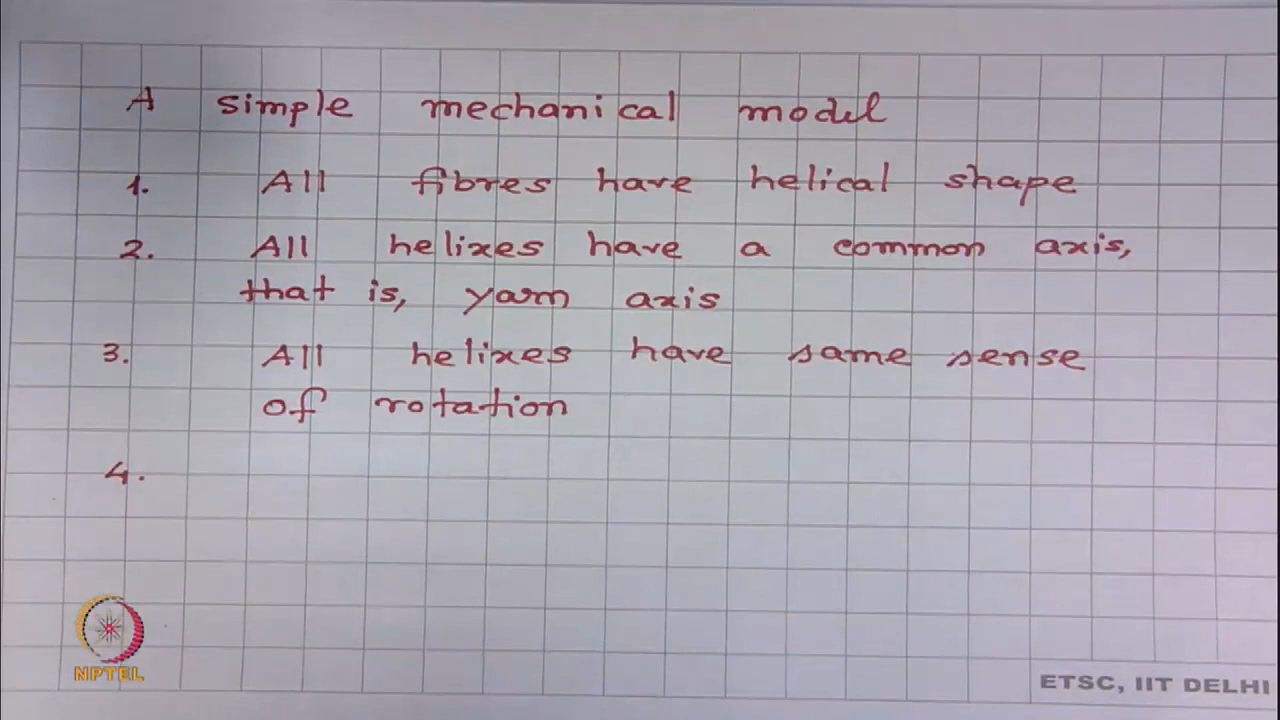 A simple mechanical model
1. All fibres have helical shape
2. All helixes have a common axis,
that is, yarn axis
3. All helixes have same sense
of rotation
4.
NPTEL
ETSC, IIT DELHI